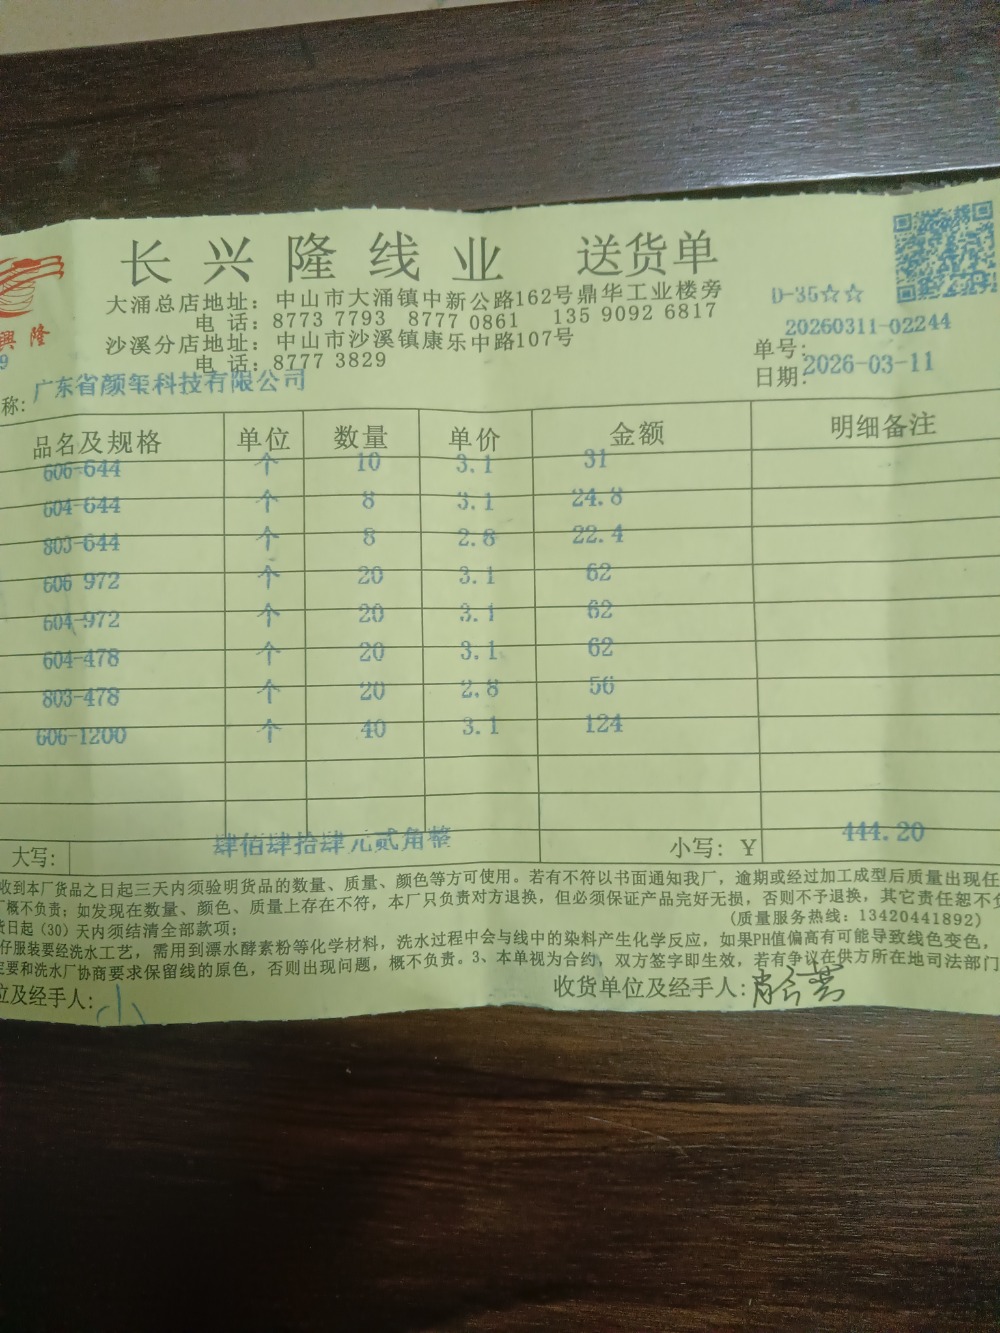 長興隆线业 送货单
大涌总店地址：中山市大涌镇中新公路162号鼎华工业楼旁
电 话：8773 7793 8777 0861 135 9092 6817
沙溪分店地址：中山市沙溪镇康乐中路107号
电 话：8777 3829
興 隆
9
D-35☆☆
单号：20260311-02244
日期：2026-03-11
称：广东省颜玺科技有限公司
品名及规格 单位 数量 单价 金额 明细备注
606-644 个 10 3.1 31
604-644 个 8 3.1 24.8
803-644 个 8 2.8 22.4
606 972 个 20 3.1 62
604-972 个 20 3.1 62
604-478 个 20 3.1 62
803-478 个 20 2.8 56
606-1200 个 40 3.1 124
大写：肆佰肆拾肆元贰角整 小写：Y 444.20
收到本厂货品之日起三天内须验明货品的数量、质量、颜色等方可使用。若有不符以书面通知我厂，逾期或经过加工成型后质量出现任
厂概不负责；如发现在数量、颜色、质量上存在不符，本厂只负责对方退换，但必须保证产品完好无损，否则不予退换，其它责任恕不负
货日起（30）天内须结清全部款项； (质量服务热线：13420441892)
仔服装要经洗水工艺，需用到漂水酵素粉等化学材料，洗水过程中会与线中的染料产生化学反应，如果PH值偏高有可能导致线色变色，
定要和洗水厂协商要求保留线的原色，否则出现问题，概不负责。3、本单视为合约，双方签字即生效，若有争议在供方所在地司法部门
位及经手人：小 收货单位及经手人：